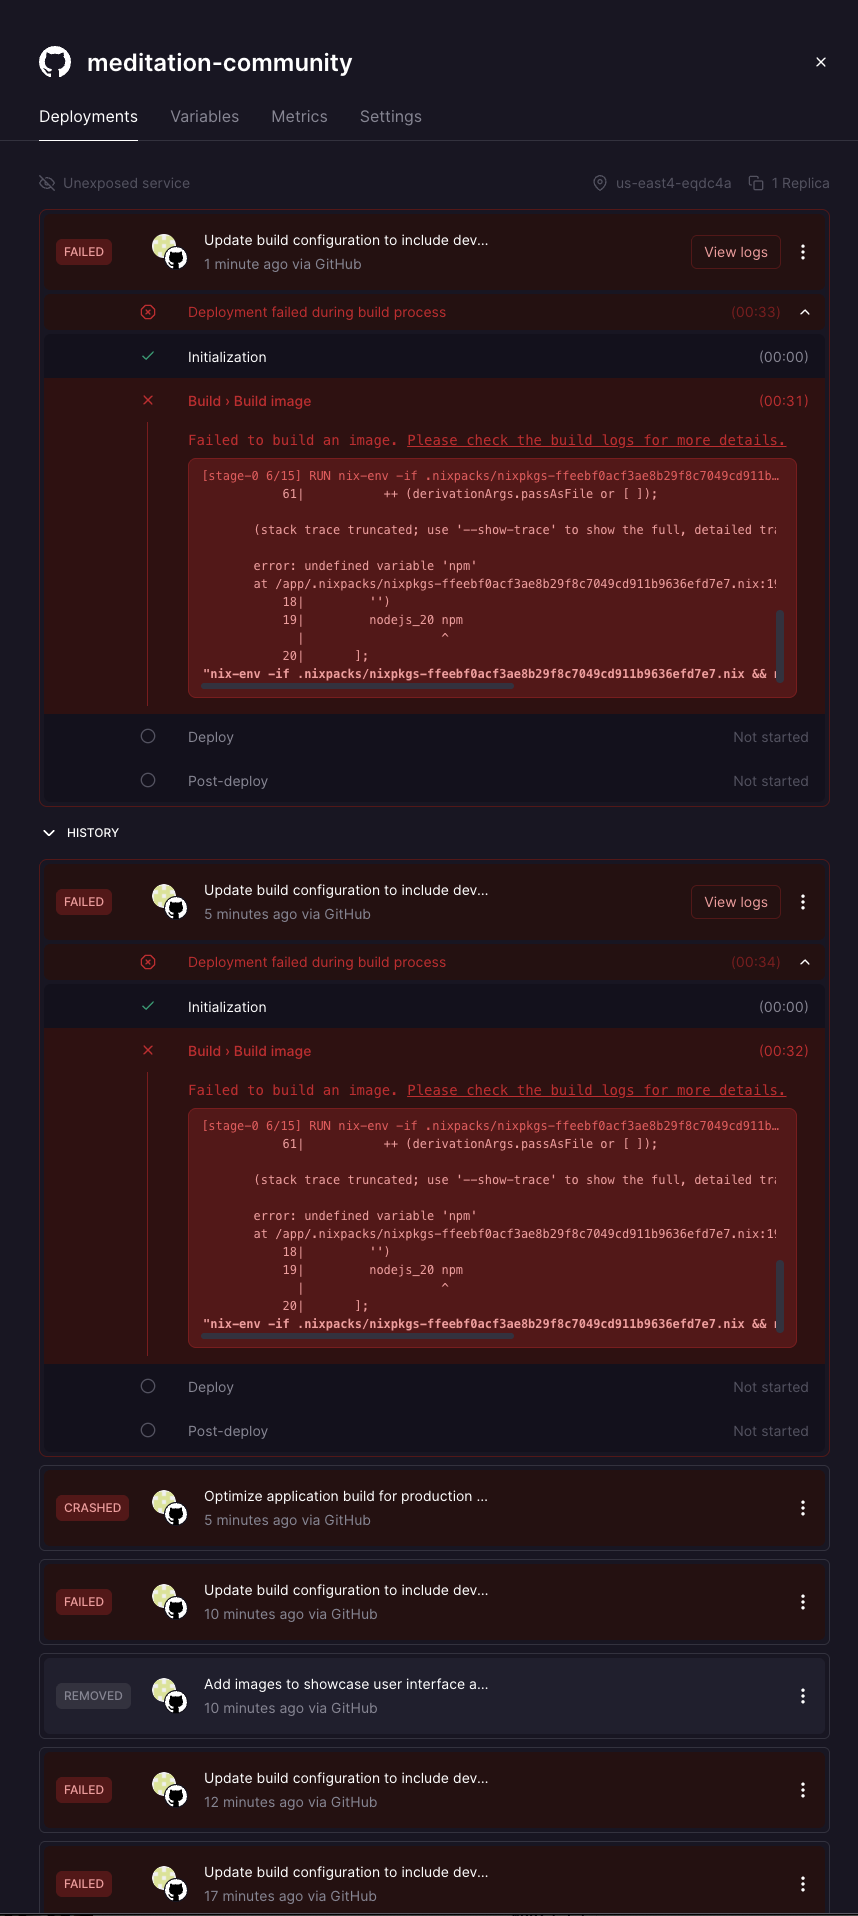 meditation-community
Deployments Variables Metrics Settings
Unexposed service us-east4-eqdc4a 1 Replica
FAILED
Update build configuration to include dev...
1 minute ago via GitHub
View logs
Deployment failed during build process (00:33)
Initialization (00:00)
Build › Build image (00:31)
Failed to build an image. Please check the build logs for more details.
[stage-0 6/15] RUN nix-env -if .nixpacks/nixpkgs-ffeebf0acf3ae8b29f8c7049cd911b…
61| ++ (derivationArgs.passAsFile or [ ]);
(stack trace truncated; use '--show-trace' to show the full, detailed tra
error: undefined variable 'npm'
at /app/.nixpacks/nixpkgs-ffeebf0acf3ae8b29f8c7049cd911b9636efd7e7.nix:19
18| '')
19| nodejs_20 npm
| ^
20| ];
"nix-env -if .nixpacks/nixpkgs-ffeebf0acf3ae8b29f8c7049cd911b9636efd7e7.nix &&
Deploy Not started
Post-deploy Not started
HISTORY
FAILED
Update build configuration to include dev...
5 minutes ago via GitHub
View logs
Deployment failed during build process (00:34)
Initialization (00:00)
Build › Build image (00:32)
Failed to build an image. Please check the build logs for more details.
[stage-0 6/15] RUN nix-env -if .nixpacks/nixpkgs-ffeebf0acf3ae8b29f8c7049cd911b…
61| ++ (derivationArgs.passAsFile or [ ]);
(stack trace truncated; use '--show-trace' to show the full, detailed tra
error: undefined variable 'npm'
at /app/.nixpacks/nixpkgs-ffeebf0acf3ae8b29f8c7049cd911b9636efd7e7.nix:19
18| '')
19| nodejs_20 npm
| ^
20| ];
"nix-env -if .nixpacks/nixpkgs-ffeebf0acf3ae8b29f8c7049cd911b9636efd7e7.nix &&
Deploy Not started
Post-deploy Not started
CRASHED
Optimize application build for production ...
5 minutes ago via GitHub
FAILED
Update build configuration to include dev...
10 minutes ago via GitHub
REMOVED
Add images to showcase user interface a...
10 minutes ago via GitHub
FAILED
Update build configuration to include dev...
12 minutes ago via GitHub
FAILED
Update build configuration to include dev...
17 minutes ago via GitHub